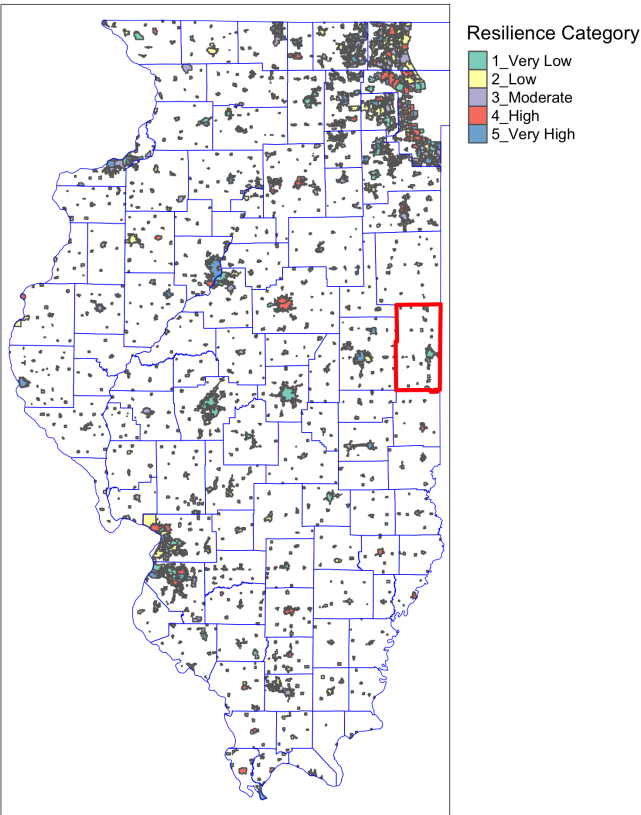 Resilience Category
1_Very Low
2_Low
3_Moderate
4_High
5_Very High